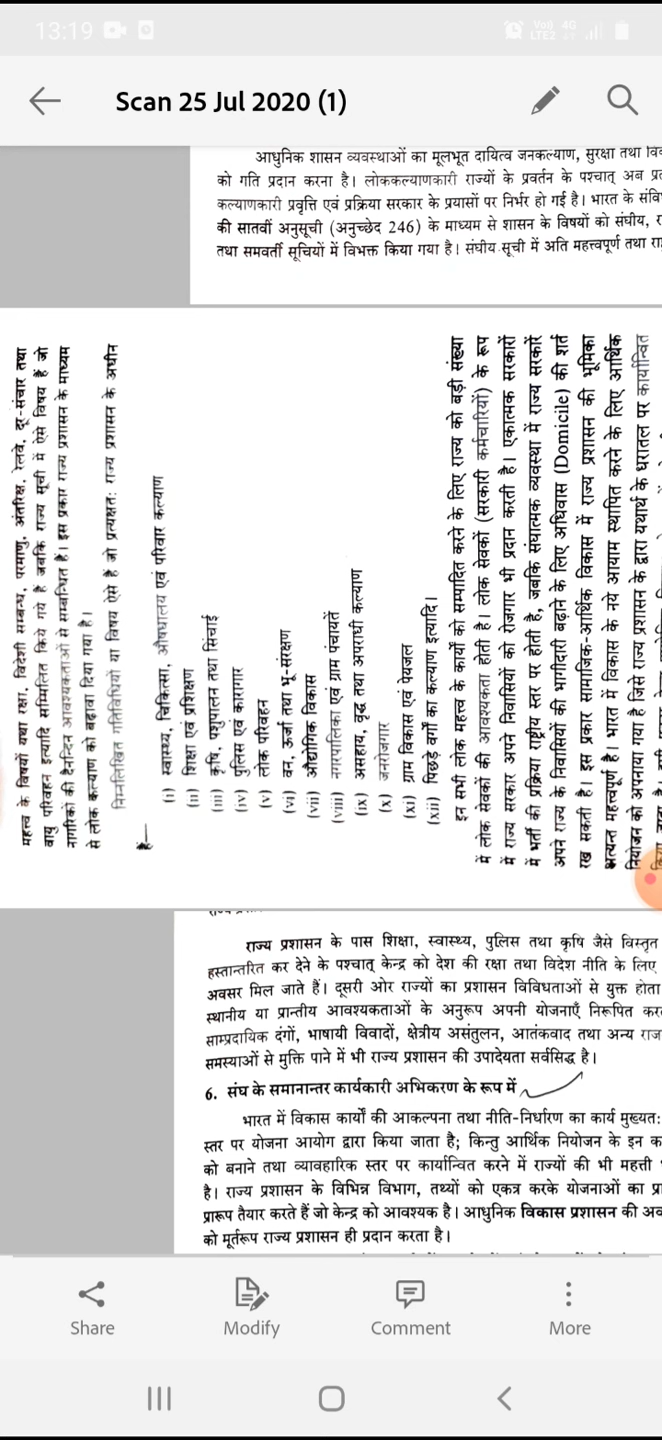 13:19
Vo9 4G
LTE2
Scan 25 Jul 2020 (1)
आधुनिक शासन व्यवस्थाओं का मूलभूत दायित्व जनकल्याण, सुरक्षा तथा
को गति प्रदान करना है। लोककल्याणकारी राज्यों के प्रवर्तन के पश्चात् अब
कल्याणकारी प्रवृत्ति एवं प्रक्रिया सरकार के प्रयासों पर निर्भर हो गई है। भारत के
की सातवीं अनुसूची (अनुच्छेद 246) के माध्यम से शासन के विषयों को संघीय,
तथा समवर्ती सूचियों में विभक्त किया गया है। संघीय सूची में अति महत्त्वपूर्ण तथा
महत्त्व के विषयों यथा रक्षा, विदेशी सम्बन्ध, परमाणु, अंतरिक्ष, रेलवे, दूर-संचार तथा
वायु परिवहन इत्यादि सम्मिलित किये गये हैं जबकि राज्य सूची में ऐसे विषय हैं जो
नागरिकों की दैनन्दिन आवश्यकताओं से सम्बन्धित हैं। इस प्रकार राज्य प्रशासन के माध्यम
से लोक कल्याण को बढ़ावा दिया गया है।
निम्नलिखित गतिविधियों या विषय ऐसे हैं जो प्रत्यक्षतः राज्य प्रशासन के अधीन
हैं—
(i) स्वास्थ्य, चिकित्सा, औषधालय एवं परिवार कल्याण
(ii) शिक्षा एवं प्रशिक्षण
(iii) कृषि, पशुपालन तथा सिंचाई
(iv) पुलिस एवं कारागार
(v) लोक परिवहन
(vi) वन, ऊर्जा तथा भू-संरक्षण
(vii) औद्योगिक विकास
(viii) नगरपालिका एवं ग्राम पंचायतें
(ix) असहाय, वृद्ध तथा अपराधी कल्याण
(x) जनरोजगार
(xi) ग्राम विकास एवं पेयजल
(xii) पिछड़े वर्गों का कल्याण इत्यादि।
इन सभी लोक महत्त्व के कार्यों को सम्पादित करने के लिए राज्य को बड़ी संख्या
में लोक सेवकों की आवश्यकता होती है। लोक सेवकों (सरकारी कर्मचारियों) के रूप
में राज्य सरकार अपने निवासियों को रोजगार भी प्रदान करती है। एकात्मक सरकारों
में भर्ती की प्रक्रिया राष्ट्रीय स्तर पर होती है, जबकि संघात्मक व्यवस्था में राज्य सरकारें
अपने राज्य के निवासियों की भागीदारी बढ़ाने के लिए अधिवास (Domicile) की शर्त
रख सकती है। इस प्रकार सामाजिक-आर्थिक विकास में राज्य प्रशासन की भूमिका
अत्यन्त महत्त्वपूर्ण है। भारत में विकास के नये आयाम स्थापित करने के लिए आर्थिक
नियोजन को अपनाया गया है जिसे राज्य प्रशासन के द्वारा यथार्थ के धरातल पर कार्यान्वित
राज्य प्रशासन के पास शिक्षा, स्वास्थ्य, पुलिस तथा कृषि जैसे विस्तृत
हस्तान्तरित कर देने के पश्चात् केन्द्र को देश की रक्षा तथा विदेश नीति के लिए
अवसर मिल जाते हैं। दूसरी ओर राज्यों का प्रशासन विविधताओं से युक्त होता
स्थानीय या प्रान्तीय आवश्यकताओं के अनुरूप अपनी योजनाएँ निरूपित
साम्प्रदायिक दंगों, भाषायी विवादों, क्षेत्रीय असंतुलन, आतंकवाद तथा अन्य
समस्याओं से मुक्ति पाने में भी राज्य प्रशासन की उपादेयता सर्वसिद्ध है।
6. संघ के समानान्तर कार्यकारी अभिकरण के रूप में
भारत में विकास कार्यों की आकल्पना तथा नीति-निर्धारण का कार्य मुख्यतः
स्तर पर योजना आयोग द्वारा किया जाता है; किन्तु आर्थिक नियोजन के इन
को बनाने तथा व्यावहारिक स्तर पर कार्यान्वित करने में राज्यों की भी महत्ती
है। राज्य प्रशासन के विभिन्न विभाग, तथ्यों को एकत्र करके योजनाओं का
प्रारूप तैयार करते हैं जो केन्द्र को आवश्यक है। आधुनिक विकास प्रशासन की
को मूर्तरूप राज्य प्रशासन ही प्रदान करता है।
Share
Modify
Comment
More